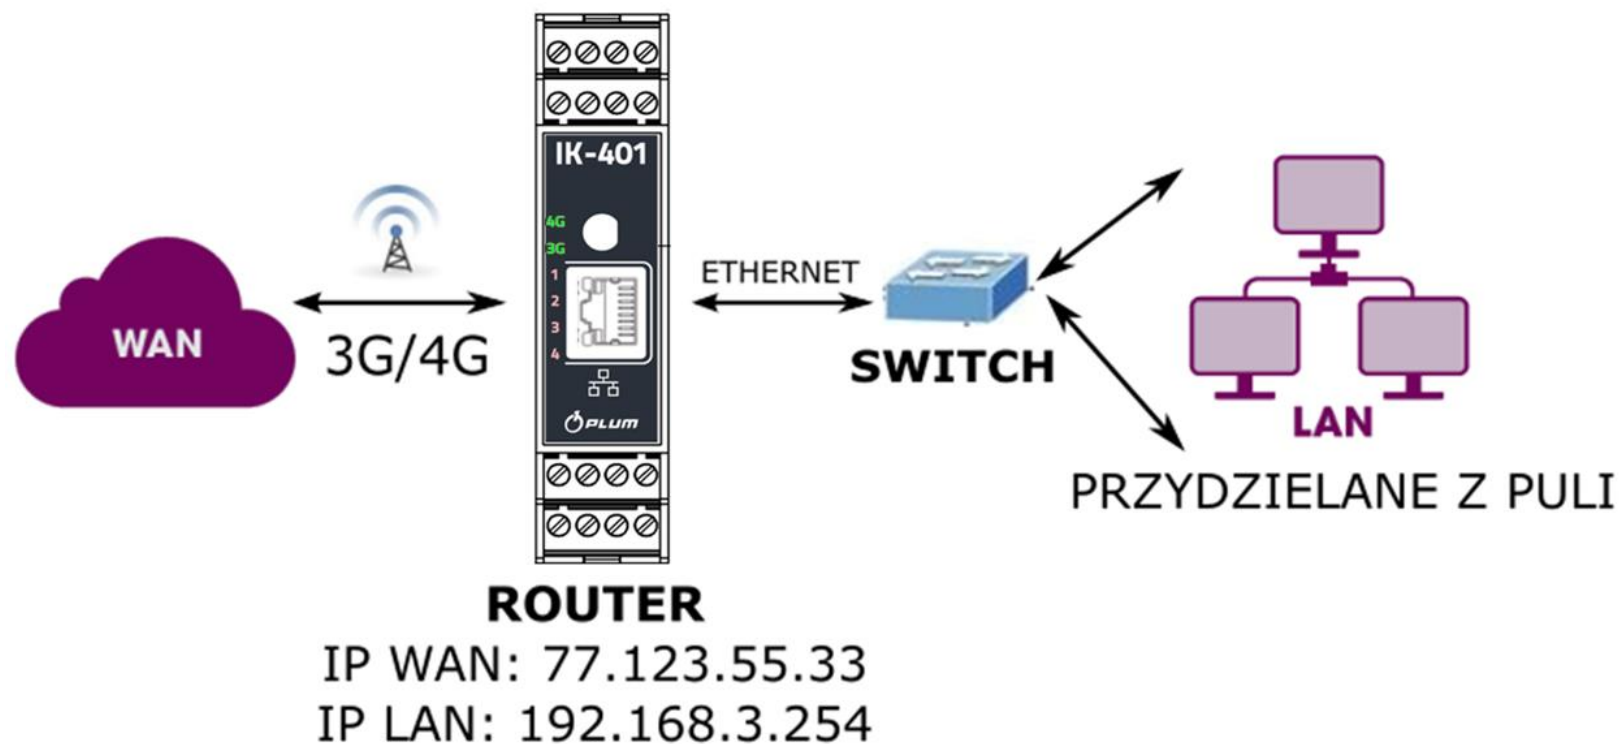 IK-401
4G
3G
1
2
3
4
PLUM
WAN
3G/4G
ETHERNET
SWITCH
LAN
PRZYDZIELANE Z PULI
ROUTER
IP WAN: 77.123.55.33
IP LAN: 192.168.3.254